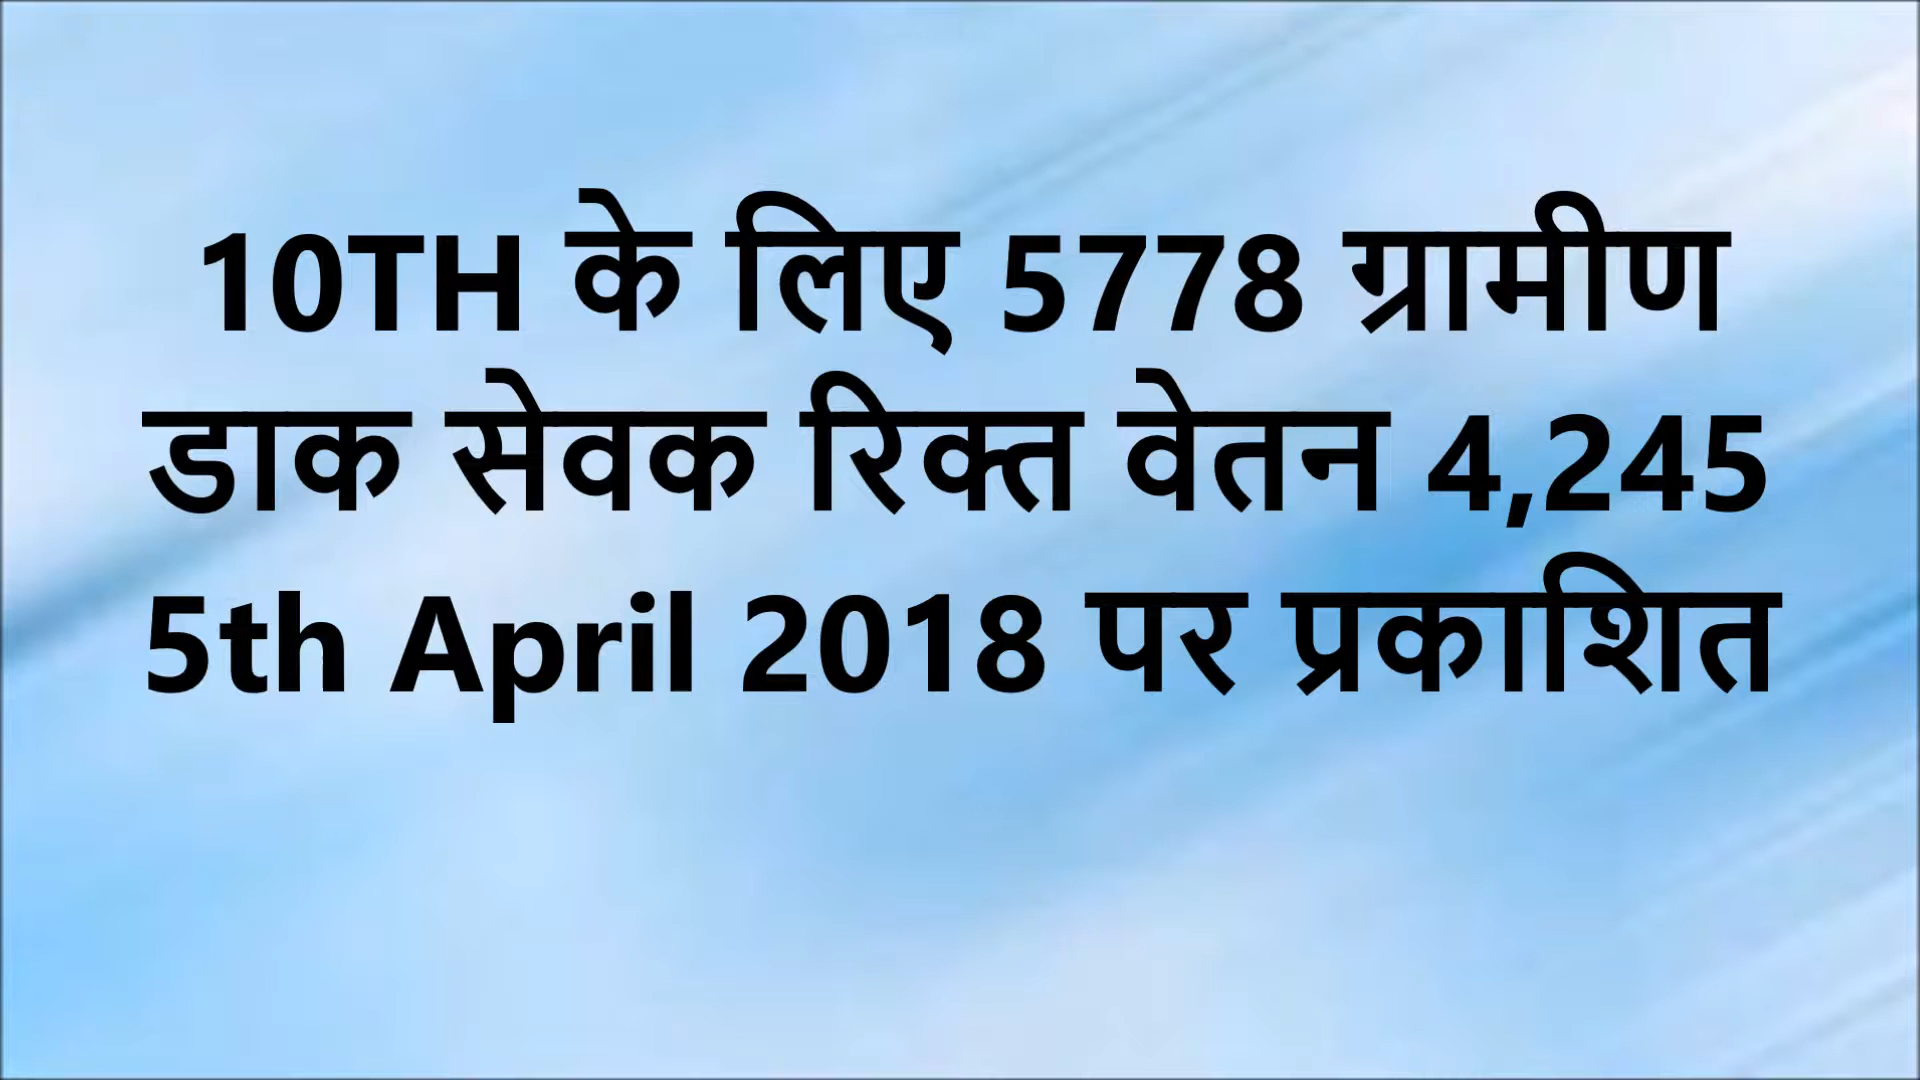 10TH के लिए 5778 ग्रामीण
डाक सेवक रिक्त वेतन 4,245
5th April 2018 पर प्रकाशित